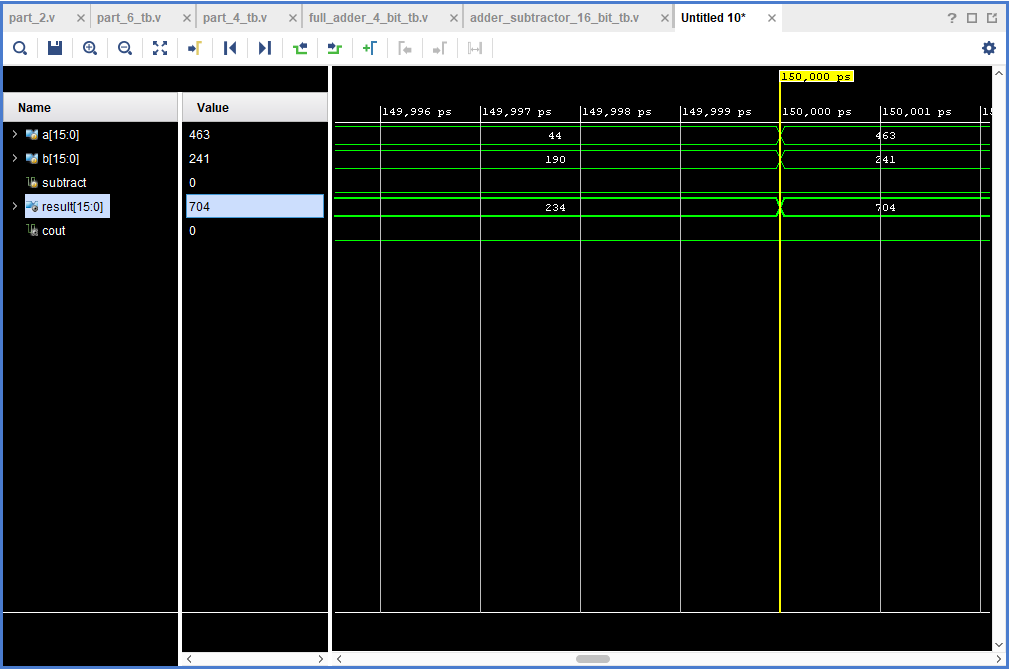 part_2.v part_6_tb.v part_4_tb.v full_adder_4_bit_tb.v adder_subtractor_16_bit_tb.v Untitled 10*
150,000 ps
Name Value
149,996 ps 149,997 ps 149,998 ps 149,999 ps 150,000 ps 150,001 ps 15
a[15:0] 463 44 463
b[15:0] 241 190 241
subtract 0
result[15:0] 704 234 704
cout 0